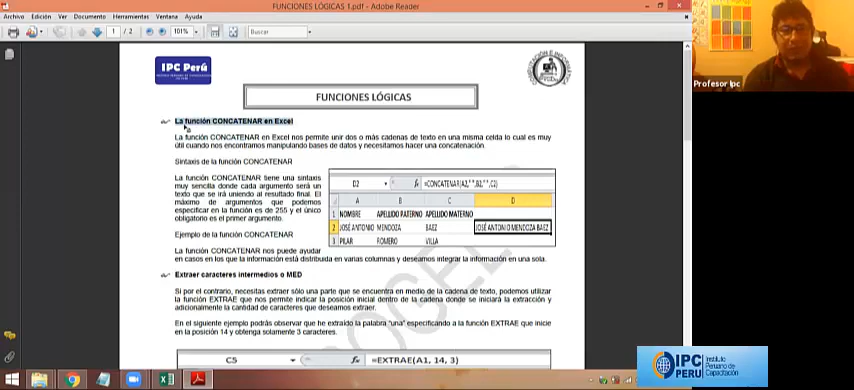 FUNCIONES LÓGICAS 1.pdf - Adobe Reader
Archivo Edición Ver Documento Herramientas Ventana Ayuda
1 / 2 101% Buscar
IPC Perú
FUNCIONES LÓGICAS
La función CONCATENAR en Excel
La función CONCATENAR en Excel nos permite unir dos o más cadenas de texto en una misma celda lo cual es muy
útil cuando nos encontramos manipulando bases de datos y necesitamos hacer una concatenación.
Sintaxis de la función CONCATENAR
La función CONCATENAR tiene una sintaxis
muy sencilla donde cada argumento será un
texto que se irá uniendo al resultado final. El
máximo de argumentos que podemos
especificar en la función es de 255 y el único
obligatorio es el primer argumento.
Ejemplo de la función CONCATENAR
La función CONCATENAR nos puede ayudar
en casos en los que la información está distribuida en varias columnas y deseamos integrar la información en una sola.
D2 fx =CONCATENAR(A2," ",B2," ",C2)
A B C D
1 NOMBRE APELLIDO PATERNO APELLIDO MATERNO
2 JOSÉ ANTONIO MENDOZA BAEZ JOSÉ ANTONIO MENDOZA BAEZ
3 PILAR ROMERO VILLA
Extraer caracteres intermedios o MED
Si por el contrario, necesitas extraer sólo una parte que se encuentra en medio de la cadena de texto, podemos utilizar
la función EXTRAE que nos permite indicar la posición inicial dentro de la cadena donde se iniciará la extracción y
adicionalmente la cantidad de caracteres que deseamos extraer.
En el siguiente ejemplo podrás observar que he extraído la palabra "una" especificando a la función EXTRAE que inicie
en la posición 14 y obtenga solamente 3 caracteres.
C5 fx =EXTRAE(A1, 14, 3)
Profesor Ipc
IPC PERÚ
Instituto
Peruano de
Capacitación